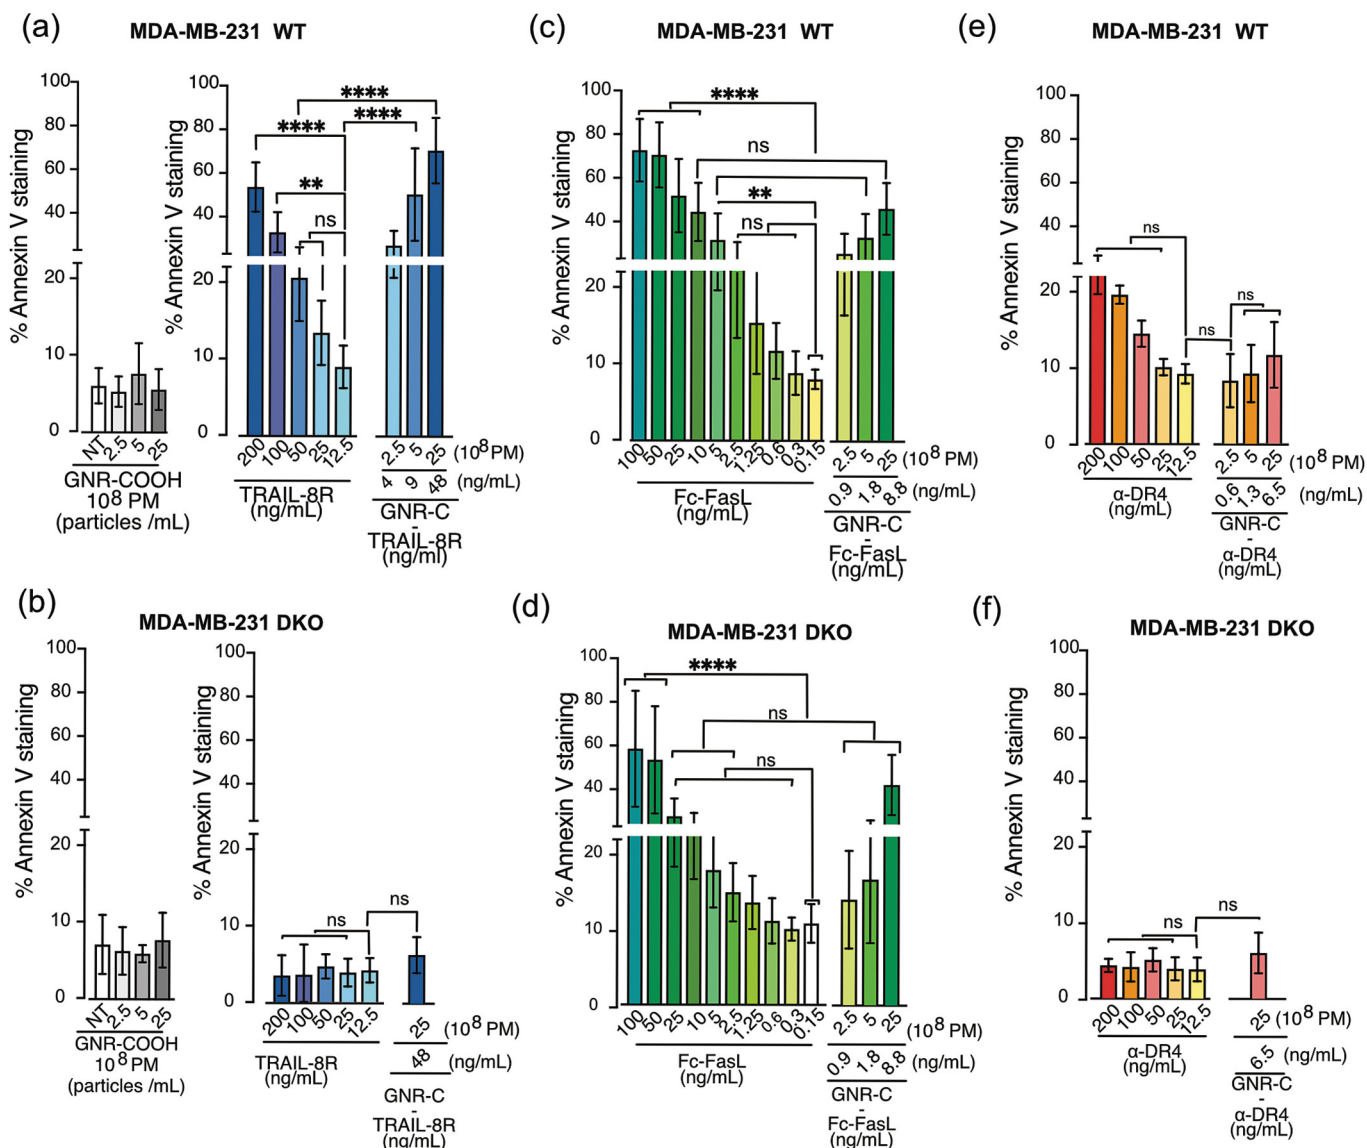 (a)
MDA-MB-231 WT
% Annexin V staining
100
80
60
40
20
10
0
NT
2.5
5
25
GNR-COOH
10⁸ PM
(particles /mL)
% Annexin V staining
100
80
60
40
20
10
0
****
****
****
**
ns
200
100
50
25
12.5
TRAIL-8R
(ng/mL)
2.5
5
25
(10⁸ PM)
4
9
48
(ng/mL)
GNR-C
-
TRAIL-8R
(ng/ml)
(c)
MDA-MB-231 WT
% Annexin V staining
100
80
60
40
20
10
0
****
ns
**
ns
100
50
25
10
5
2.5
1.25
0.6
0.3
0.15
Fc-FasL
(ng/mL)
2.5
5
25
(10⁸ PM)
0.9
1.8
8.8
(ng/mL)
GNR-C
-
Fc-FasL
(ng/mL)
(e)
MDA-MB-231 WT
% Annexin V staining
100
80
60
40
20
10
0
ns
ns
ns
200
100
50
25
12.5
α-DR4
(ng/mL)
2.5
5
25
(10⁸ PM)
0.6
1.3
6.5
(ng/mL)
GNR-C
-
α-DR4
(ng/mL)
(b)
MDA-MB-231 DKO
% Annexin V staining
100
80
60
40
20
10
0
NT
2.5
5
25
GNR-COOH
10⁸ PM
(particles /mL)
% Annexin V staining
100
80
60
40
20
10
0
ns
ns
200
100
50
25
12.5
TRAIL-8R
(ng/mL)
25
(10⁸ PM)
48
(ng/mL)
GNR-C
-
TRAIL-8R
(ng/mL)
(d)
MDA-MB-231 DKO
% Annexin V staining
100
80
60
40
20
10
0
****
ns
ns
100
50
25
10
5
2.5
1.25
0.6
0.3
0.15
Fc-FasL
(ng/mL)
2.5
5
25
(10⁸ PM)
0.9
1.8
8.8
(ng/mL)
GNR-C
-
Fc-FasL
(ng/mL)
(f)
MDA-MB-231 DKO
% Annexin V staining
100
80
60
40
20
10
0
ns
ns
200
100
50
25
12.5
α-DR4
(ng/mL)
25
(10⁸ PM)
6.5
(ng/mL)
GNR-C
-
α-DR4
(ng/mL)